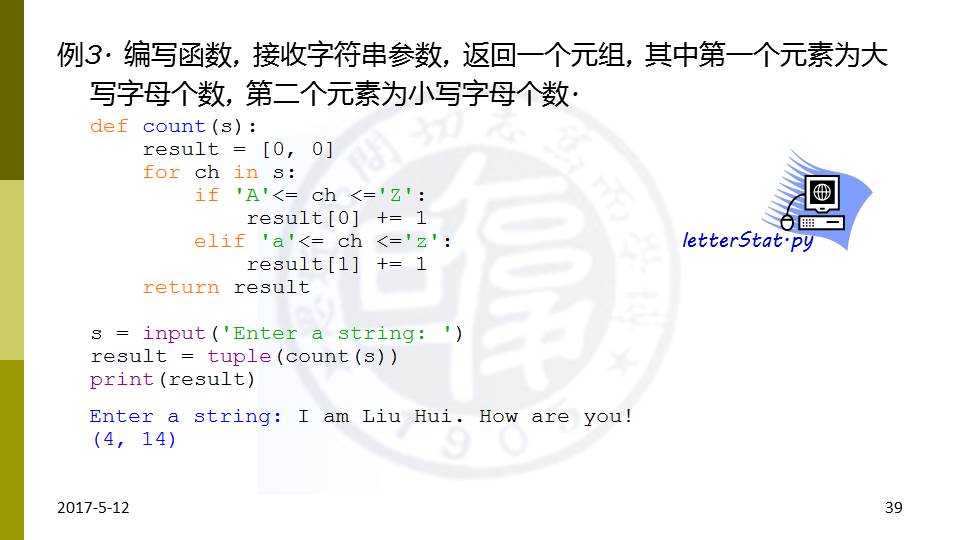 例3· 编写函数, 接收字符串参数, 返回一个元组, 其中第一个元素为大
写字母个数, 第二个元素为小写字母个数·
def count(s):
    result = [0, 0]
    for ch in s:
        if 'A'<= ch <='Z':
            result[0] += 1
        elif 'a'<= ch <='z':
            result[1] += 1
    return result
letterStat·py
s = input('Enter a string: ')
result = tuple(count(s))
print(result)
Enter a string: I am Liu Hui. How are you!
(4, 14)
2017-5-12
39